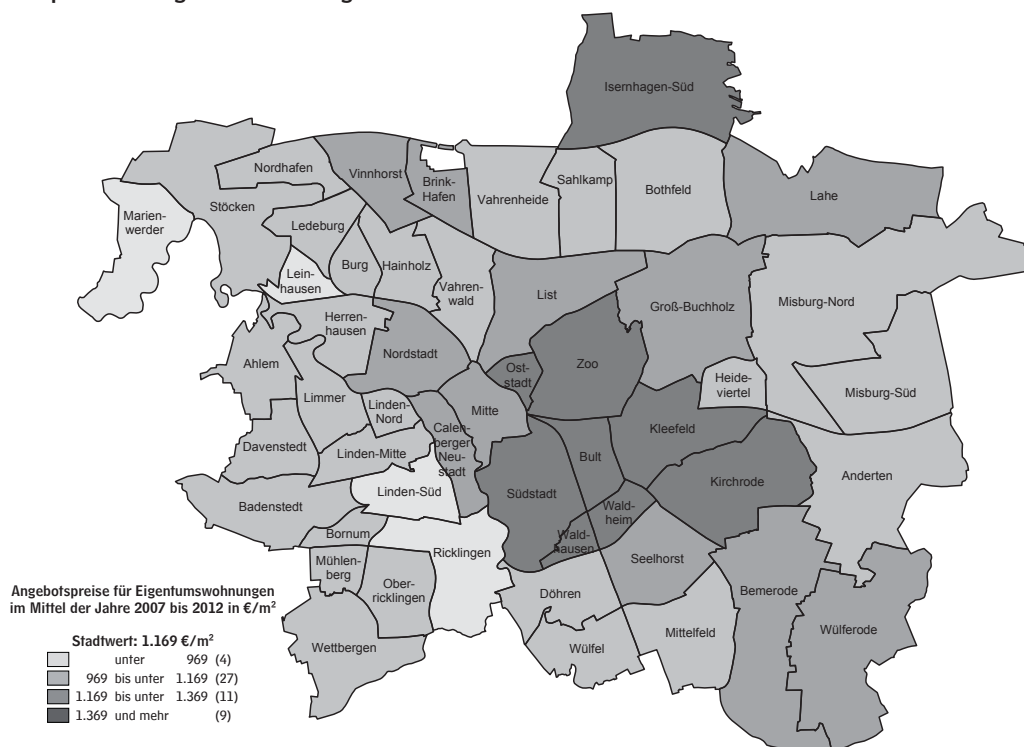 Isernhagen-Süd
Nordhafen
Vinnhorst
Brink-
Hafen
Vahrenheide
Sahlkamp
Bothfeld
Lahe
Marien-
werder
Stöcken
Ledeburg
Burg
Hainholz
Lein-
hausen
Vahren-
wald
List
Groß-Buchholz
Misburg-Nord
Herren-
hausen
Nordstadt
Ahlem
Ost-
stadt
Zoo
Heide-
viertel
Misburg-Süd
Limmer
Linden-
Nord
Mitte
Calen-
berger
Neu-
stadt
Kleefeld
Davenstedt
Linden-Mitte
Bult
Kirchrode
Anderten
Linden-Süd
Südstadt
Badenstedt
Wald-
heim
Bornum
Ricklingen
Wald-
hausen
Seelhorst
Mühlen-
berg
Ober-
ricklingen
Döhren
Bemerode
Mittelfeld
Wülferode
Wettbergen
Wülfel
Angebotspreise für Eigentumswohnungen
im Mittel der Jahre 2007 bis 2012 in €/m²
Stadtwert: 1.169 €/m²
unter 969 (4)
969 bis unter 1.169 (27)
1.169 bis unter 1.369 (11)
1.369 und mehr (9)